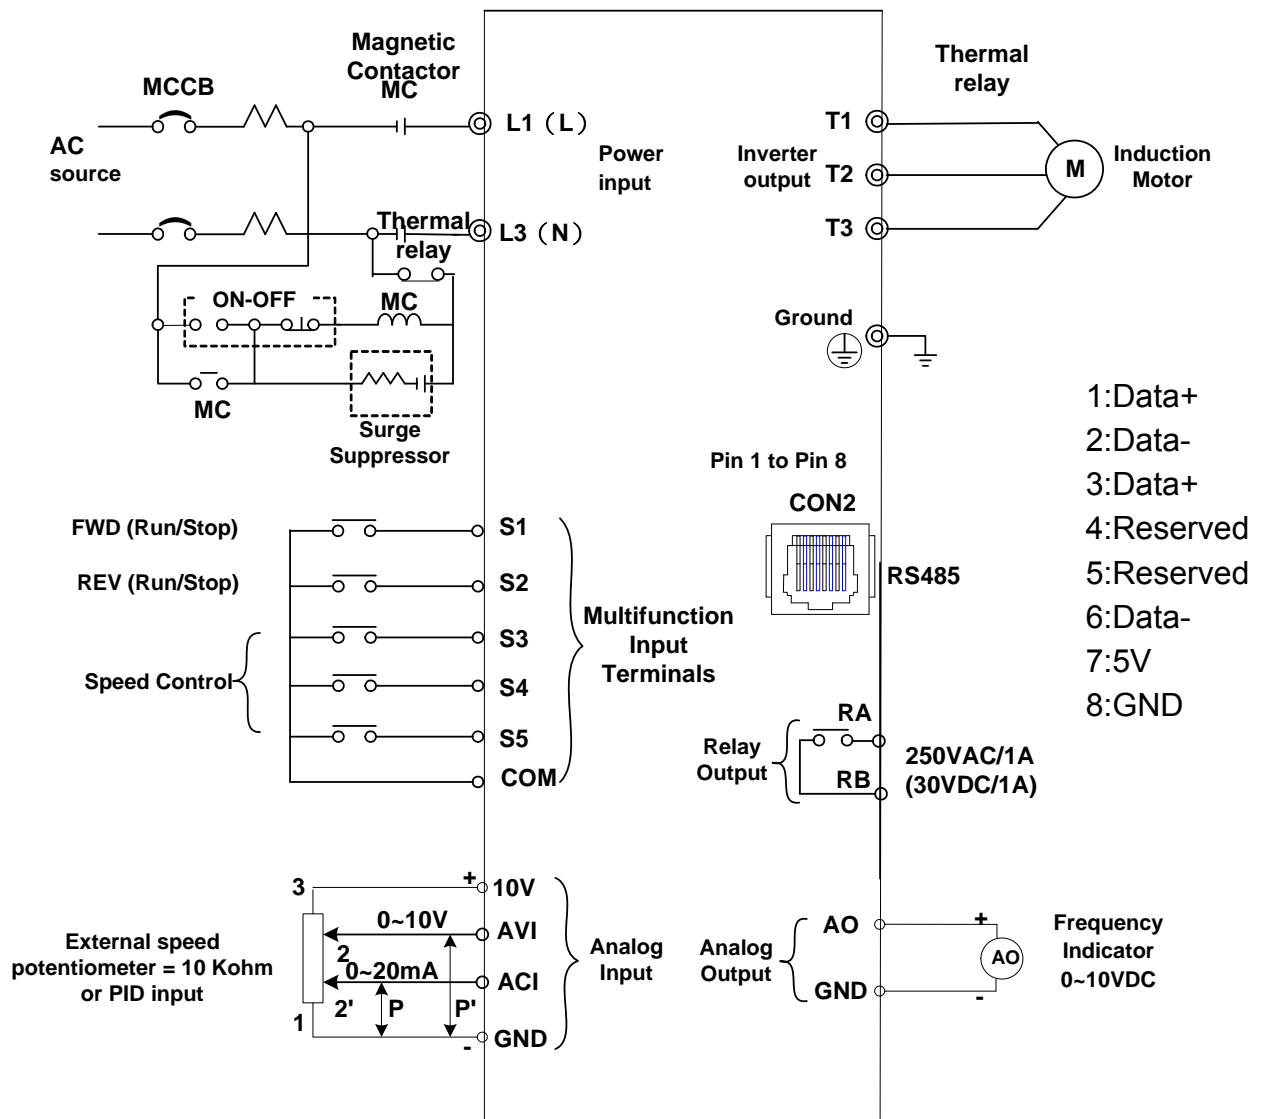 Magnetic
Contactor
MC
MCCB
AC
source
L1 (L)
Power
input
L3 (N)
Thermal
relay
ON-OFF
MC
MC
Surge
Suppressor
Thermal
relay
T1
Inverter
output
T2
T3
M
Induction
Motor
Ground
Pin 1 to Pin 8
CON2
RS485
1:Data+
2:Data-
3:Data+
4:Reserved
5:Reserved
6:Data-
7:5V
8:GND
FWD (Run/Stop)
REV (Run/Stop)
Speed Control
S1
S2
S3
S4
S5
COM
Multifunction
Input
Terminals
Relay
Output
RA
RB
250VAC/1A
(30VDC/1A)
External speed
potentiometer = 10 Kohm
or PID input
3
+
10V
0~10V
AVI
2
0~20mA
ACI
2'
P
P'
1
-
GND
Analog
Input
Analog
Output
AO
GND
+
AO
-
Frequency
Indicator
0~10VDC